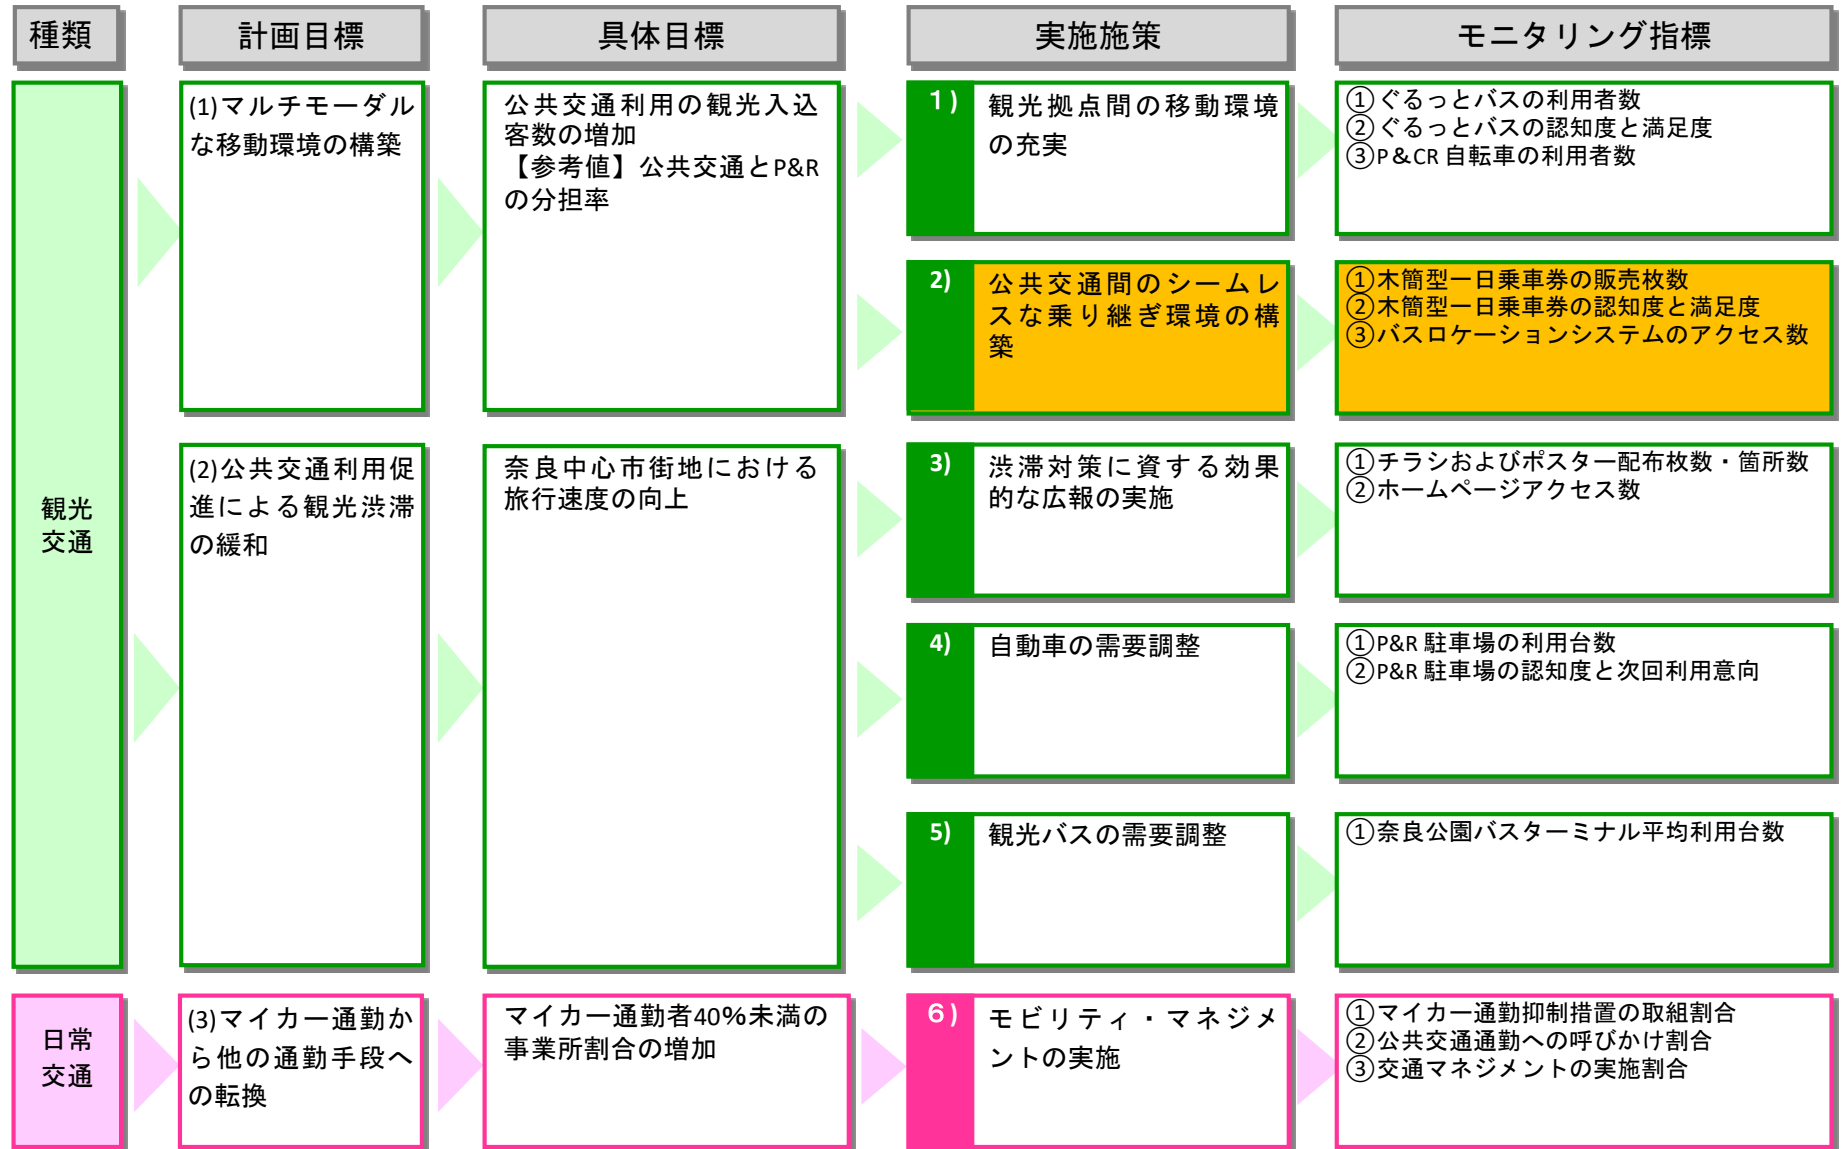 種類
計画目標
具体目標
実施施策
モニタリング指標
観光
交通
(1)マルチモーダル
な移動環境の構築
公共交通利用の観光入込
客数の増加
【参考値】公共交通とP&R
の分担率
1)
観光拠点間の移動環境
の充実
①ぐるっとバスの利用者数
②ぐるっとバスの認知度と満足度
③P&CR 自転車の利用者数
2)
公共交通間のシームレ
スな乗り継ぎ環境の構
築
①木簡型一日乗車券の販売枚数
②木簡型一日乗車券の認知度と満足度
③バスロケーションシステムのアクセス数
(2)公共交通利用促
進による観光渋滞
の緩和
奈良中心市街地における
旅行速度の向上
3)
渋滞対策に資する効果
的な広報の実施
①チラシおよびポスター配布枚数・箇所数
②ホームページアクセス数
4)
自動車の需要調整
①P&R 駐車場の利用台数
②P&R 駐車場の認知度と次回利用意向
5)
観光バスの需要調整
①奈良公園バスターミナル平均利用台数
日常
交通
(3)マイカー通勤か
ら他の通勤手段へ
の転換
マイカー通勤者40%未満の
事業所割合の増加
6)
モビリティ・マネジメ
ントの実施
①マイカー通勤抑制措置の取組割合
②公共交通通勤への呼びかけ割合
③交通マネジメントの実施割合